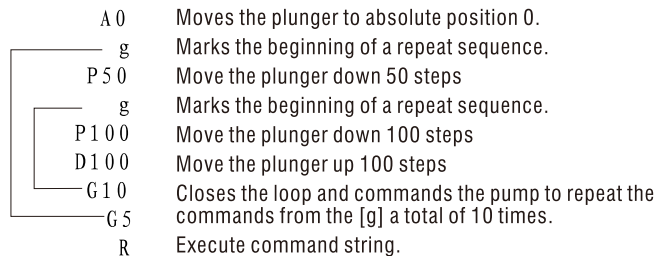 A0 Moves the plunger to absolute position 0.
g Marks the beginning of a repeat sequence.
P50 Move the plunger down 50 steps
g Marks the beginning of a repeat sequence.
P100 Move the plunger down 100 steps
D100 Move the plunger up 100 steps
G10 Closes the loop and commands the pump to repeat the
G5 commands from the [g] a total of 10 times.
R Execute command string.